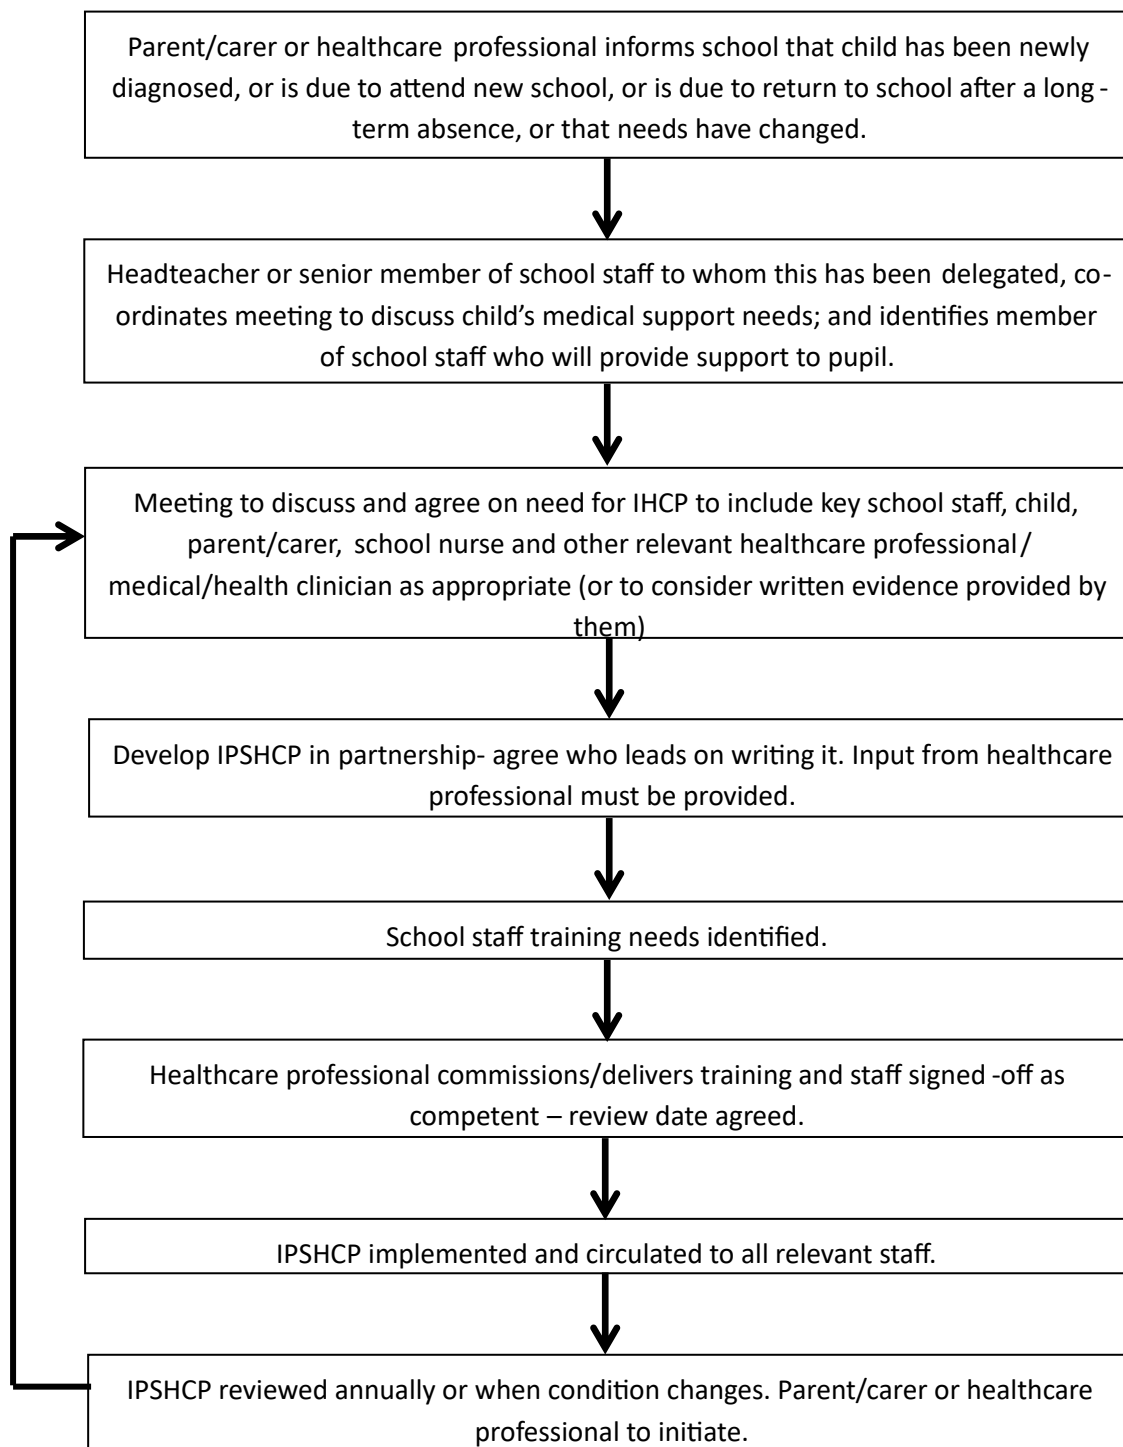 Parent/carer or healthcare professional informs school that child has been newly
diagnosed, or is due to attend new school, or is due to return to school after a long-
term absence, or that needs have changed.
Headteacher or senior member of school staff to whom this has been delegated, co-
ordinates meeting to discuss child's medical support needs; and identifies member
of school staff who will provide support to pupil.
Meeting to discuss and agree on need for IHCP to include key school staff, child,
parent/carer, school nurse and other relevant healthcare professional/
medical/health clinician as appropriate (or to consider written evidence provided by
them)
Develop IPSHCP in partnership- agree who leads on writing it. Input from healthcare
professional must be provided.
School staff training needs identified.
Healthcare professional commissions/delivers training and staff signed -off as
competent – review date agreed.
IPSHCP implemented and circulated to all relevant staff.
IPSHCP reviewed annually or when condition changes. Parent/carer or healthcare
professional to initiate.